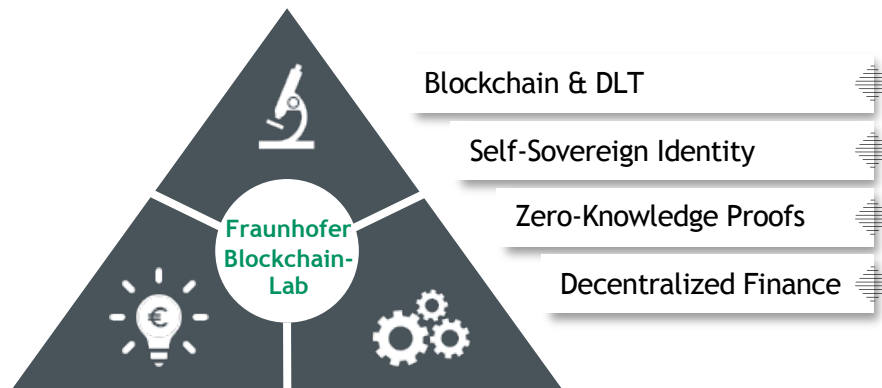 Blockchain & DLT
Self-Sovereign Identity
Zero-Knowledge Proofs
Decentralized Finance
Fraunhofer
Blockchain-
Lab
€